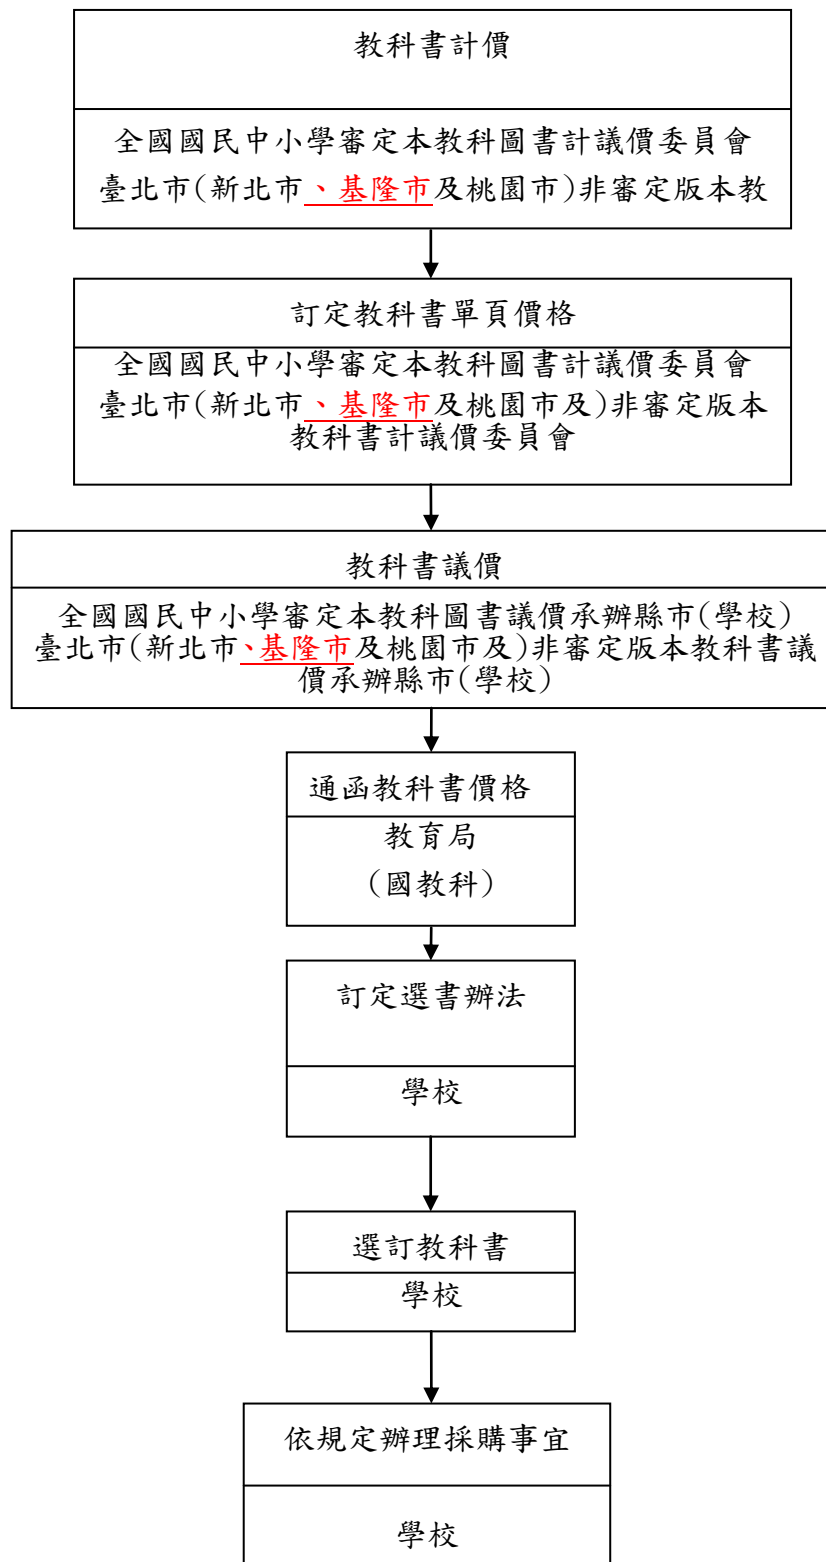 教科書計價
全國國民中小學審定本教科圖書計議價委員會
臺北市(新北市、基隆市及桃園市)非審定版本教
訂定教科書單頁價格
全國國民中小學審定本教科圖書計議價委員會
臺北市(新北市、基隆市及桃園市及)非審定版本
教科書計議價委員會
教科書議價
全國國民中小學審定本教科圖書議價承辦縣市(學校)
臺北市(新北市、基隆市及桃園市及)非審定版本教科書議
價承辦縣市(學校)
通函教科書價格
教育局
(國教科)
訂定選書辦法
學校
選訂教科書
學校
依規定辦理採購事宜
學校